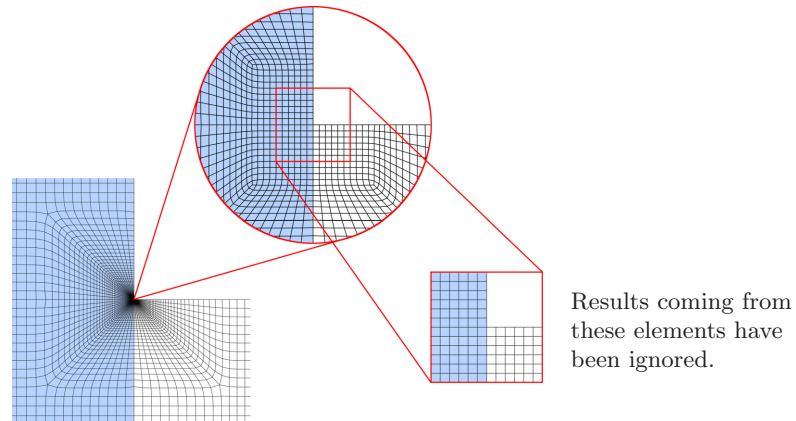 Results coming from
these elements have
been ignored.